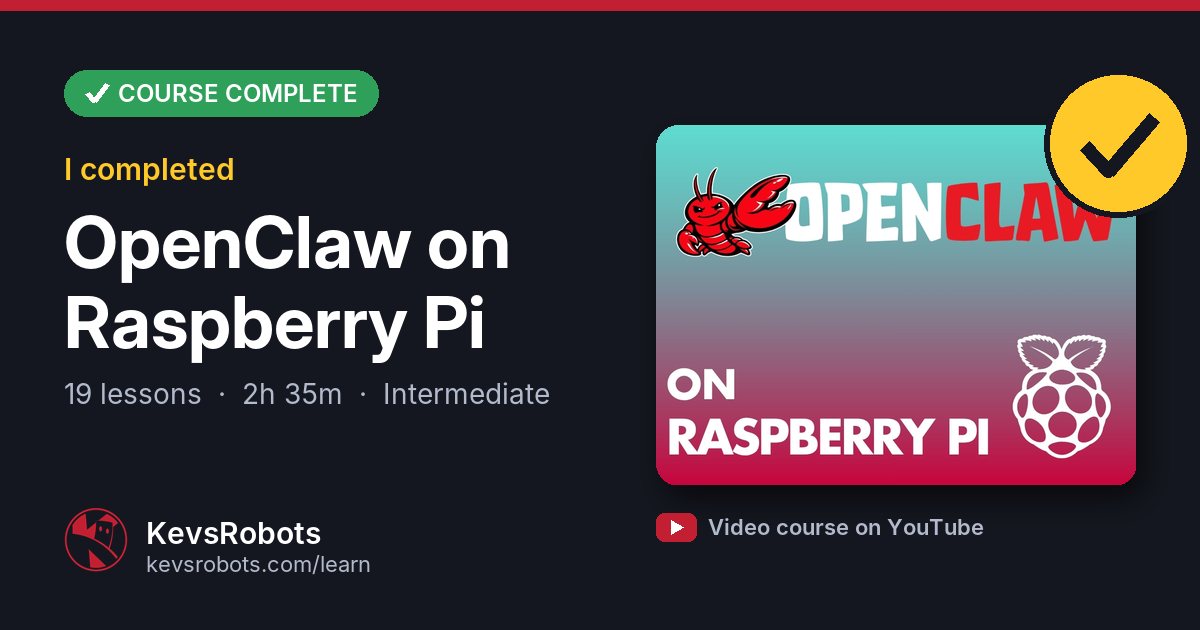 COURSE COMPLETE
I completed
OpenClaw on
Raspberry Pi
19 lessons · 2h 35m · Intermediate
KevsRobots
kevsrobots.com/learn
OPENCLAW
ON
RASPBERRY PI
Video course on YouTube